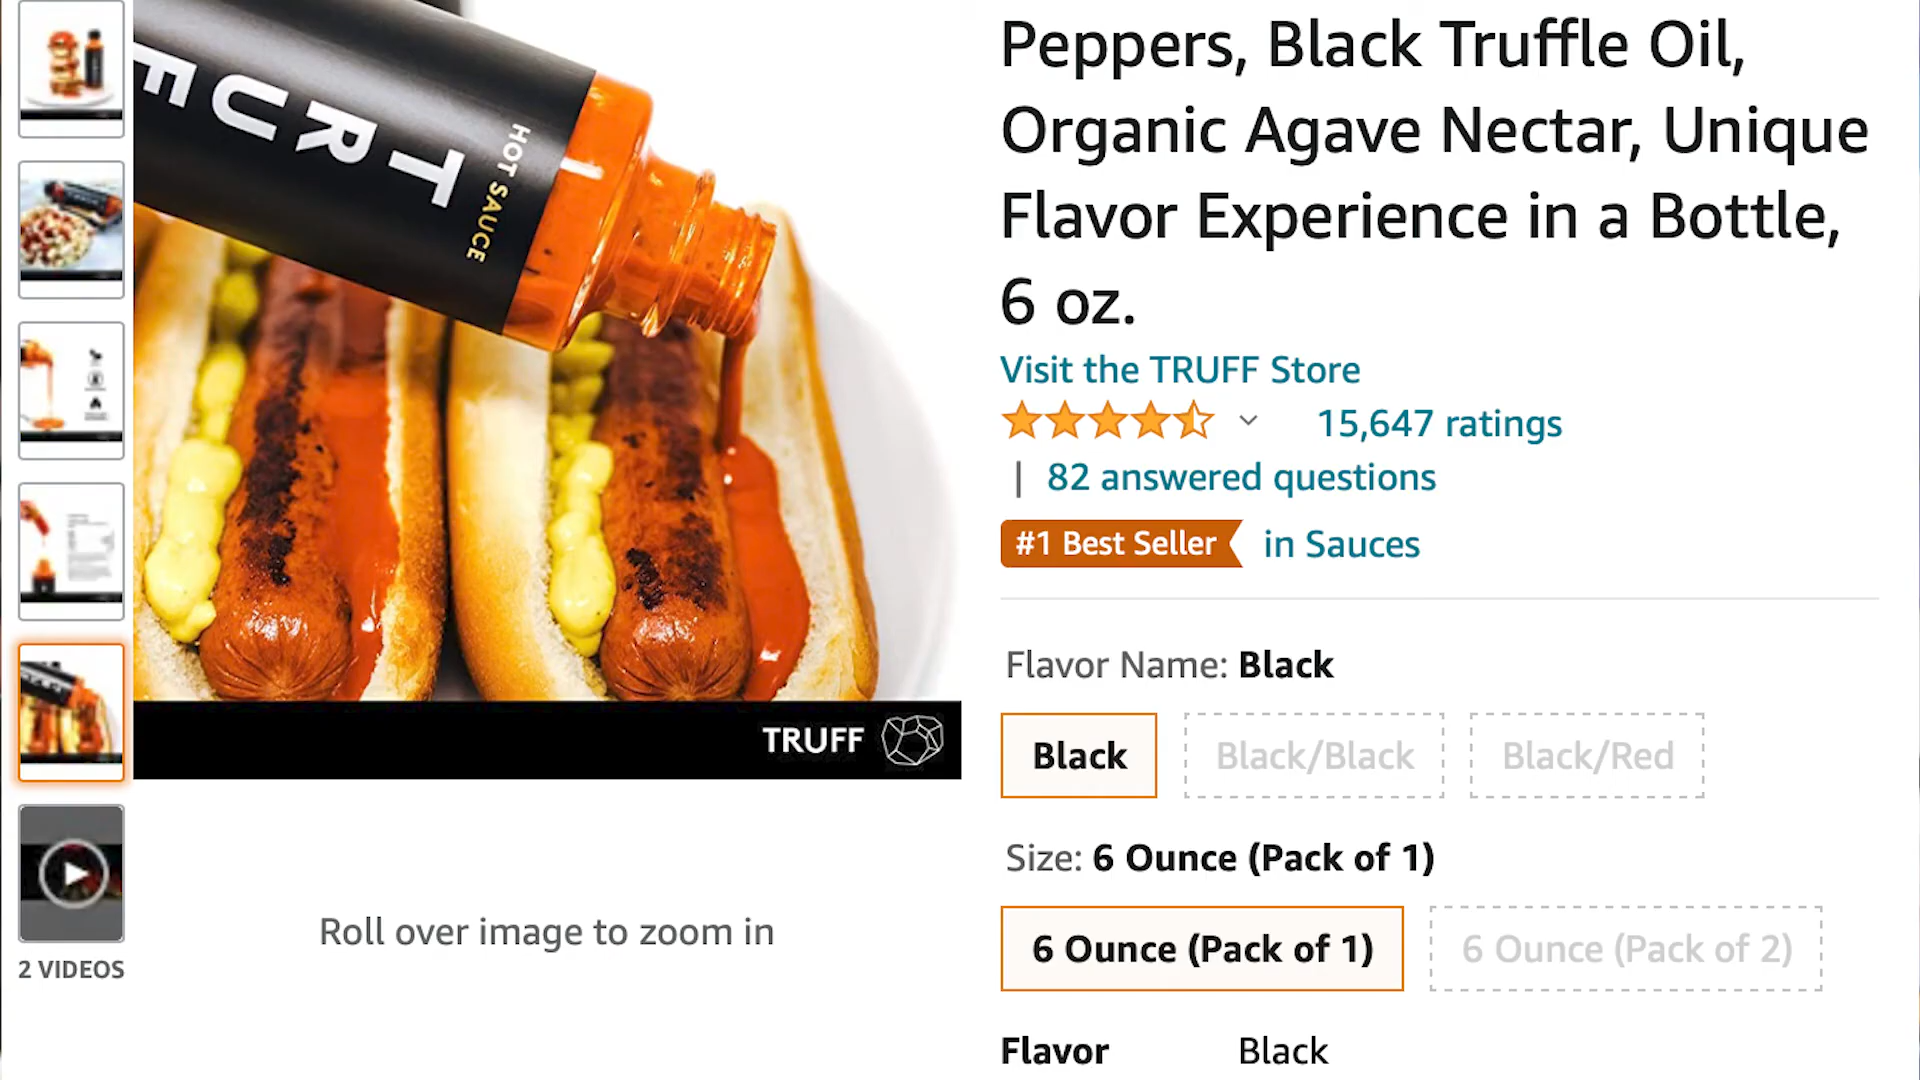 TRUFF
HOT SAUCE
TRUFF
Roll over image to zoom in
2 VIDEOS
Peppers, Black Truffle Oil,
Organic Agave Nectar, Unique
Flavor Experience in a Bottle,
6 oz.
Visit the TRUFF Store
15,647 ratings
| 82 answered questions
#1 Best Seller in Sauces
Flavor Name: Black
Black Black/Black Black/Red
Size: 6 Ounce (Pack of 1)
6 Ounce (Pack of 1) 6 Ounce (Pack of 2)
Flavor Black